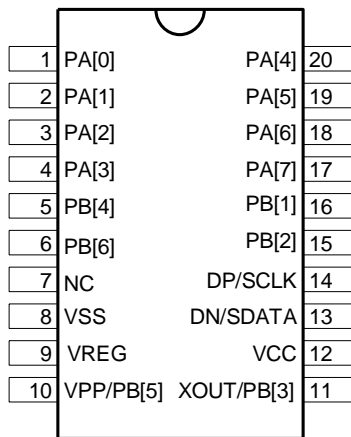 1 PA[0] PA[4] 20
2 PA[1] PA[5] 19
3 PA[2] PA[6] 18
4 PA[3] PA[7] 17
5 PB[4] PB[1] 16
6 PB[6] PB[2] 15
7 NC DP/SCLK 14
8 VSS DN/SDATA 13
9 VREG VCC 12
10 VPP/PB[5] XOUT/PB[3] 11